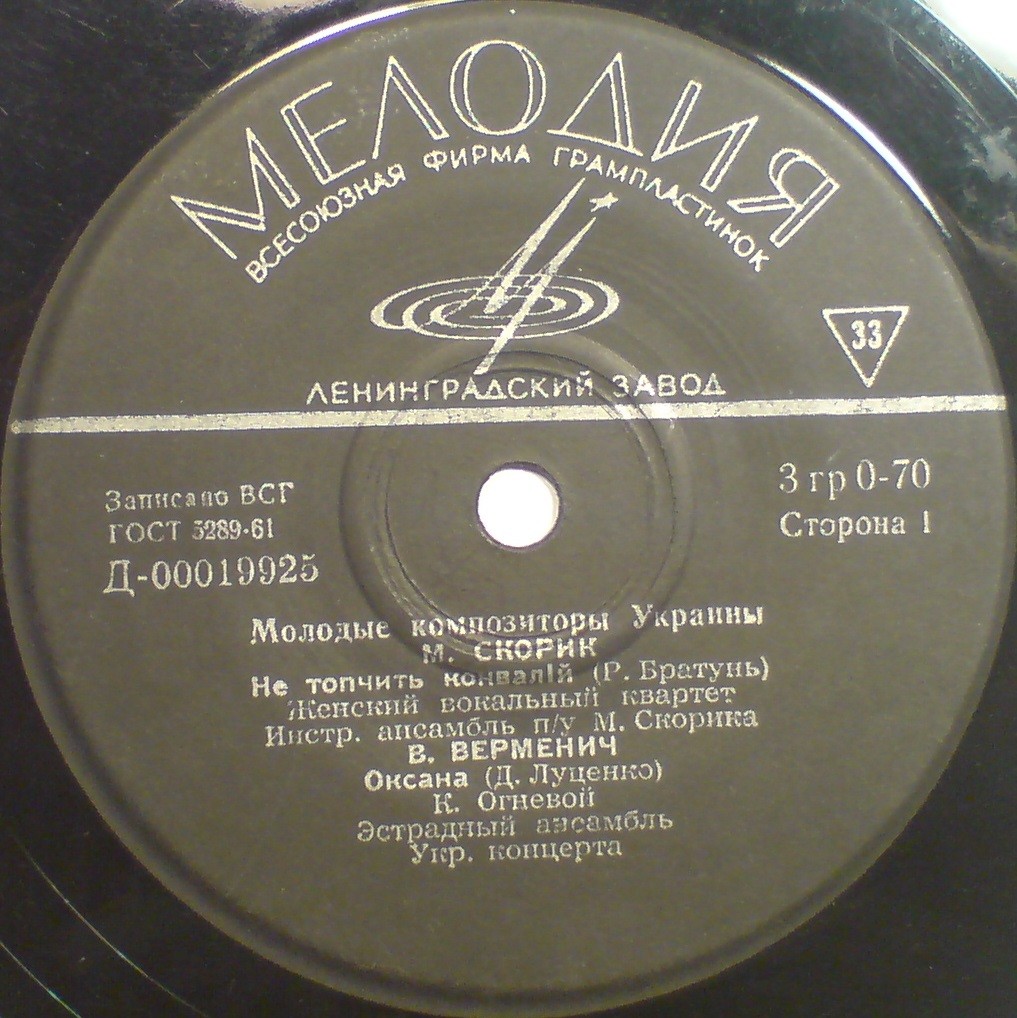 МЕЛОДИЯ
ВСЕСОЮЗНАЯ ФИРМА ГРАМПЛАСТИНОК
33
ЛЕНИНГРАДСКИЙ ЗАВОД
Записано ВСГ
ГОСТ 5289-61
Д-00019925
3 гр 0-70
Сторона 1
Молодые композиторы Украины
М. СКОРИК
Не топчить конвалій (Р. Братунь)
Женский вокальный квартет
Инстр. ансамбль п/у М. Скорика
В. ВЕРМЕНИЧ
Оксана (Д. Луценко)
К. Огневой
Эстрадный ансамбль
Укр. концерта